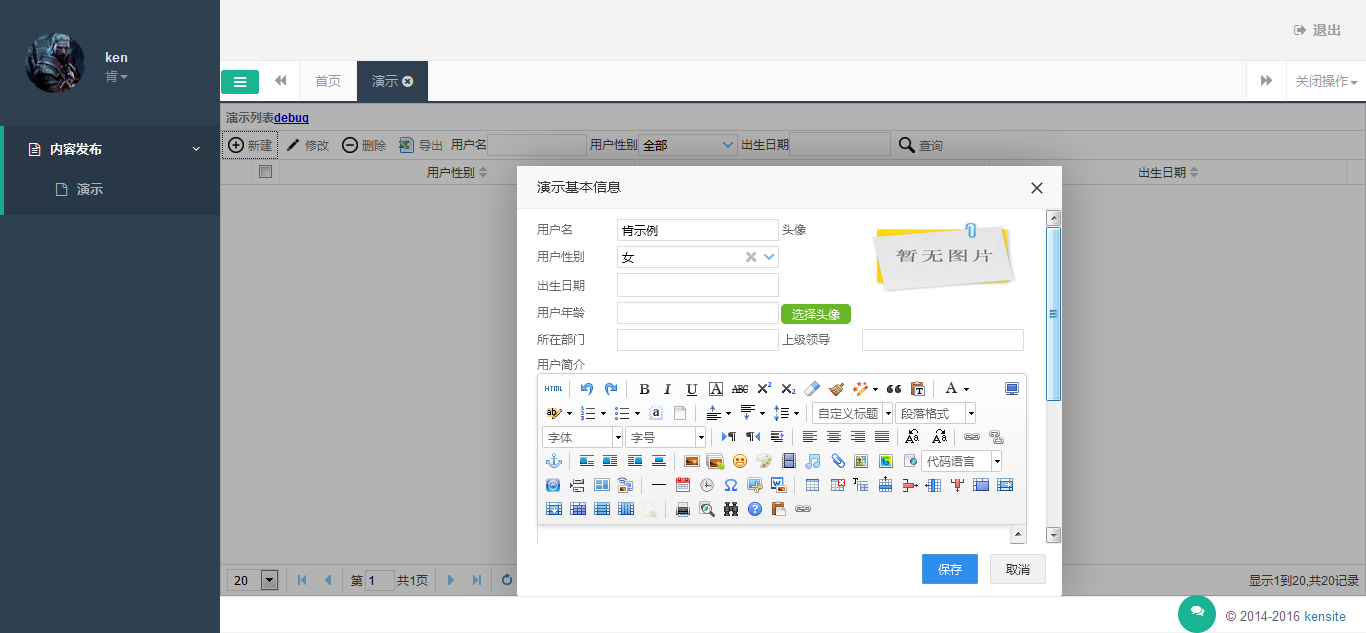 退出
ken
肯
首页
演示
关闭操作
内容发布
演示
演示列表debug
新建 修改 删除 导出 用户名 用户性别 全部 出生日期 查询
用户性别 出生日期
演示基本信息
用户名 肯示例 头像
暂无图片
用户性别 女
出生日期
用户年龄 选择头像
所在部门 上级领导
用户简介
HTML B I U A ABC X² X₂ A
ab a 自定义标题 段落格式
字体 字号
代码语言
保存 取消
20 第 1 共1页 显示1到20,共20记录
© 2014-2016 kensite